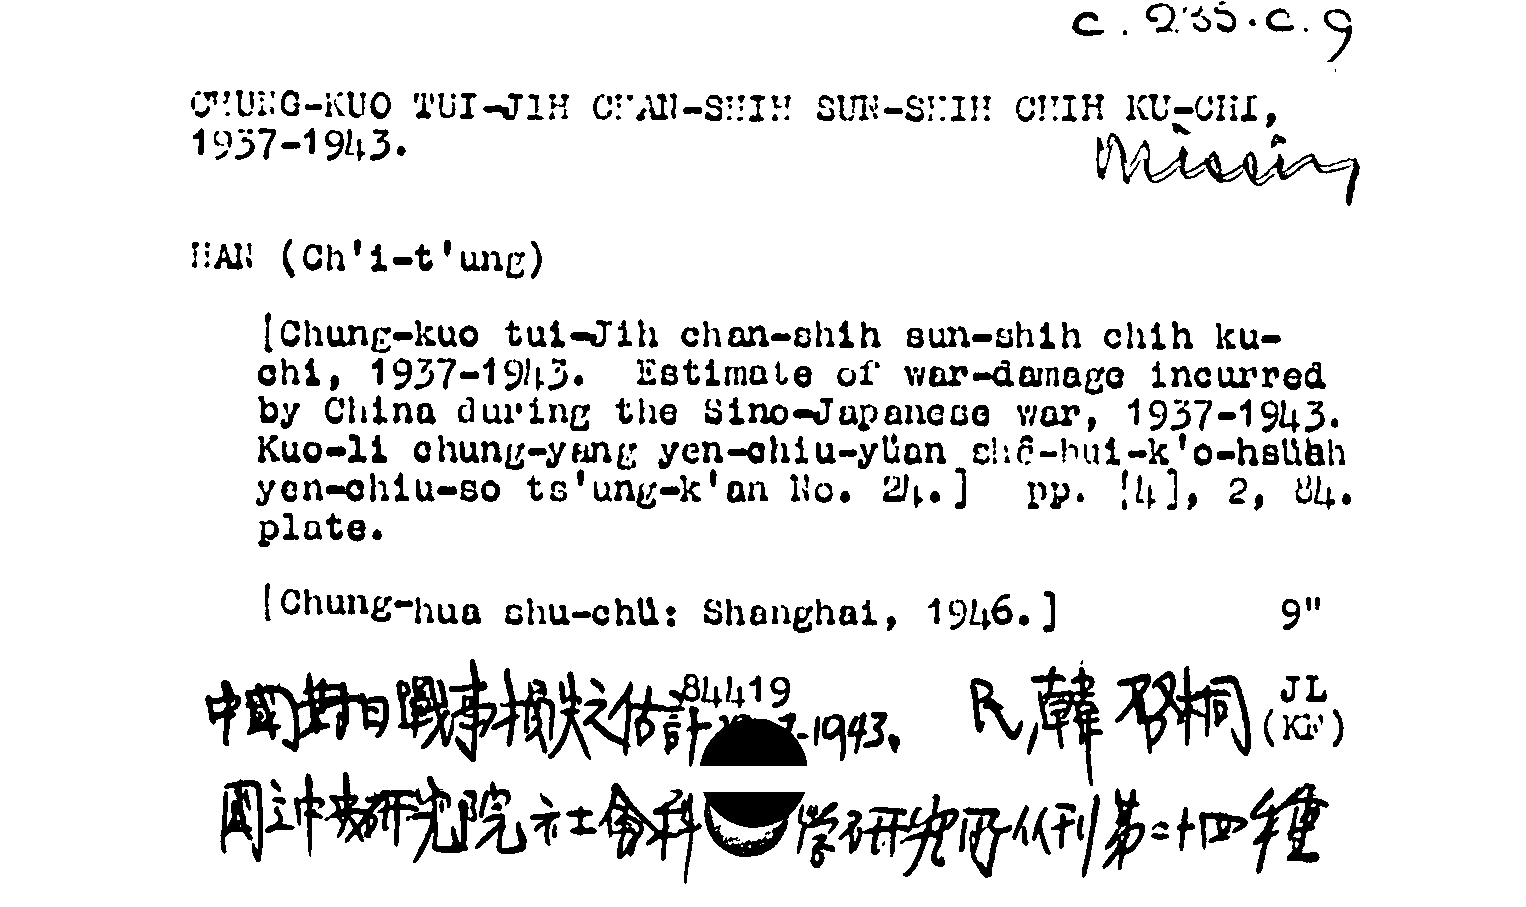 C. 235. C. 9
CHUNG-KUO TUI-JIH CHAN-SHIH SUN-SHIH CHIH KU-CHI,
1937-1943.
Missing
HAN (Ch'i-t'ung)
[Chung-kuo tui-Jih chan-shih sun-shih chih ku-
chi, 1937-1943. Estimate of war-damage incurred
by China during the Sino-Japanese war, 1937-1943.
Kuo-li chung-yang yen-chiu-yüan shê-hui-k'o-hsüeh
yen-chiu-so ts'ung-k'an No. 24.] pp. [4], 2, 84.
plate.
[Chung-hua shu-chü: Shanghai, 1946.] 9"
84419 JL
中國對日戰事損失之估計 -1943. R, 韓啓桐 (KF)
國立中央研究院社會科学研究所丛刊第二十四種